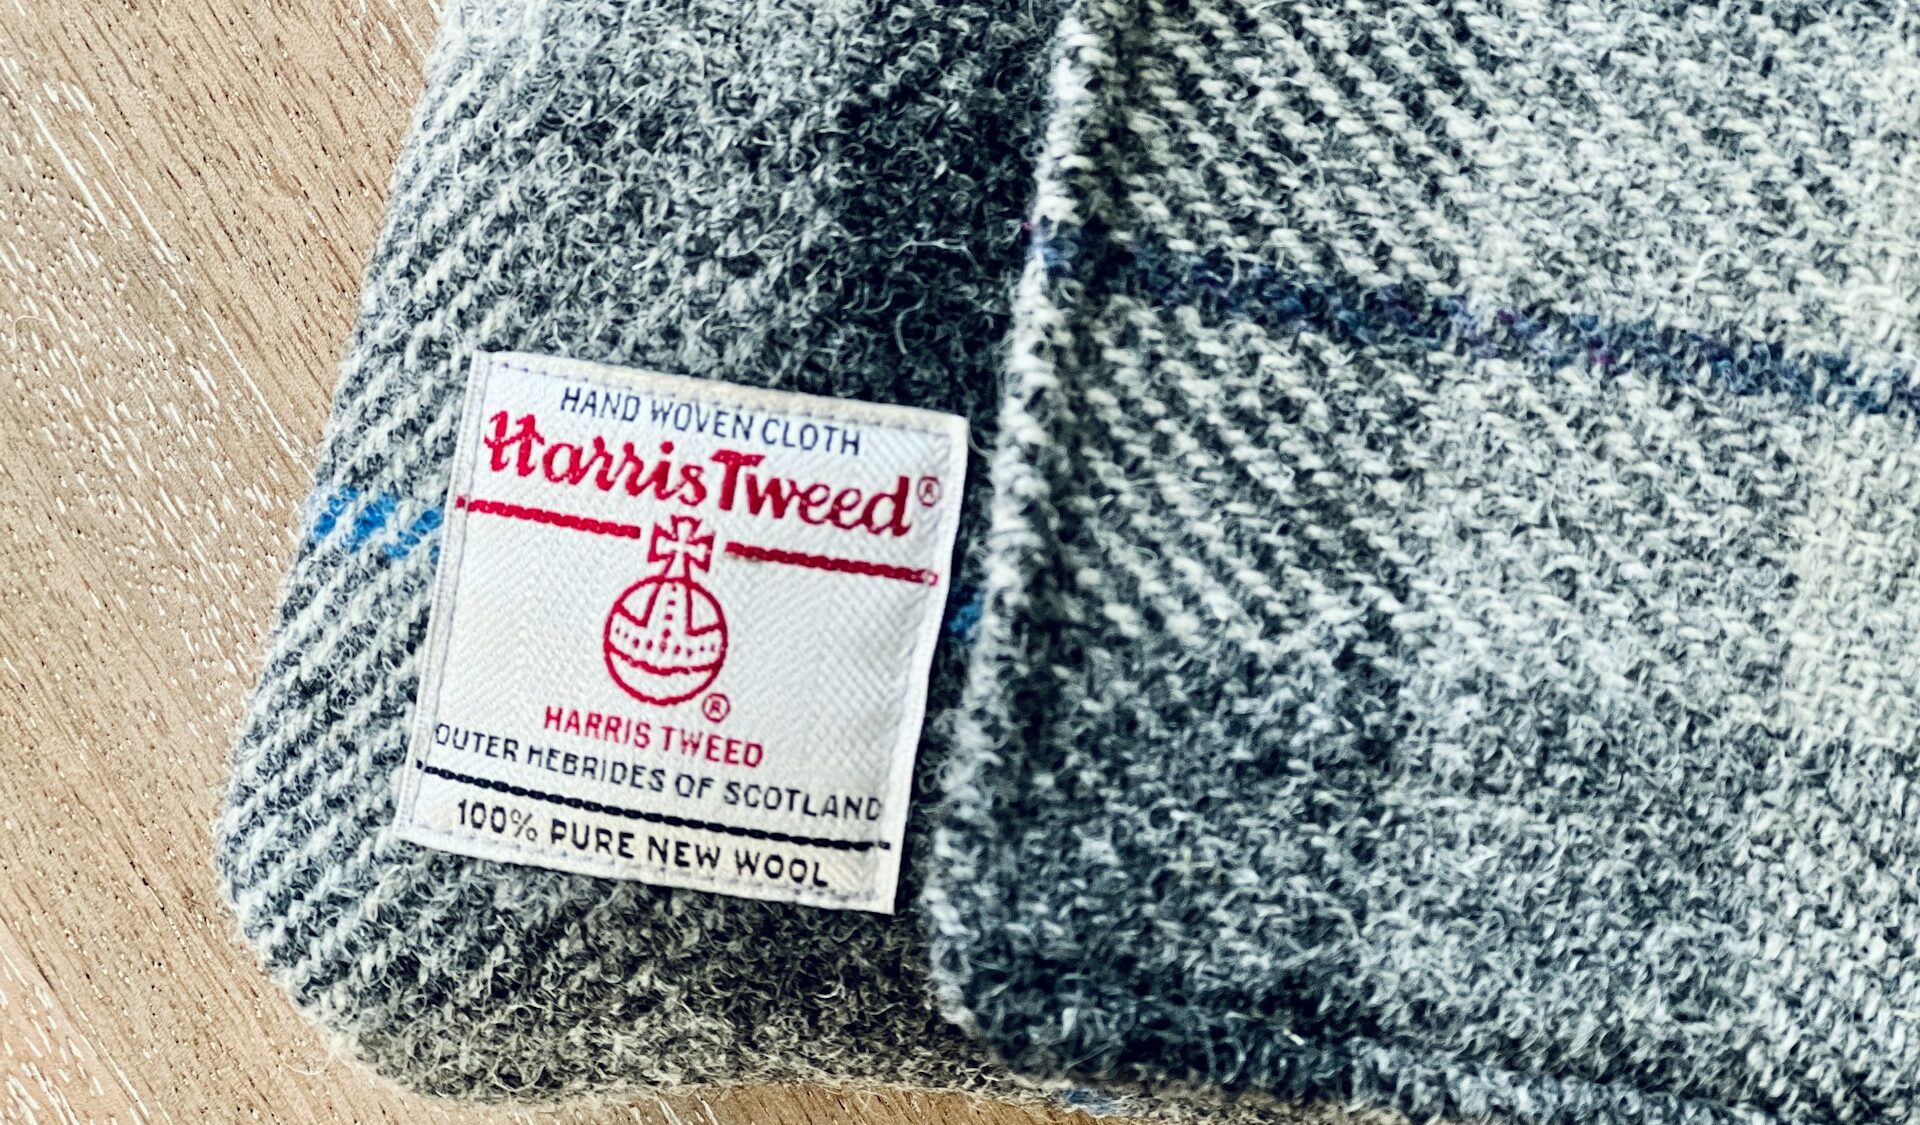 HAND WOVEN CLOTH
Harris Tweed®
®
HARRIS TWEED
OUTER HEBRIDES OF SCOTLAND
100% PURE NEW WOOL